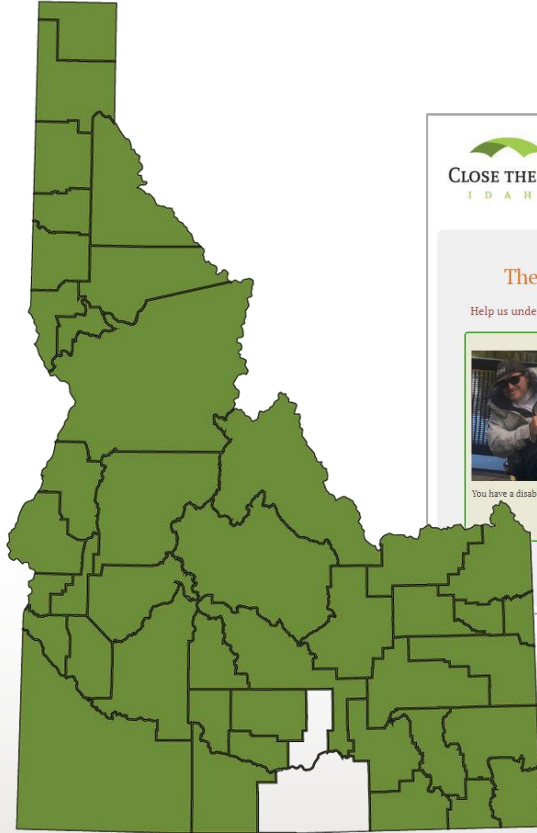 CLOSE THE
I D A H
The
Help us unde
You have a disab